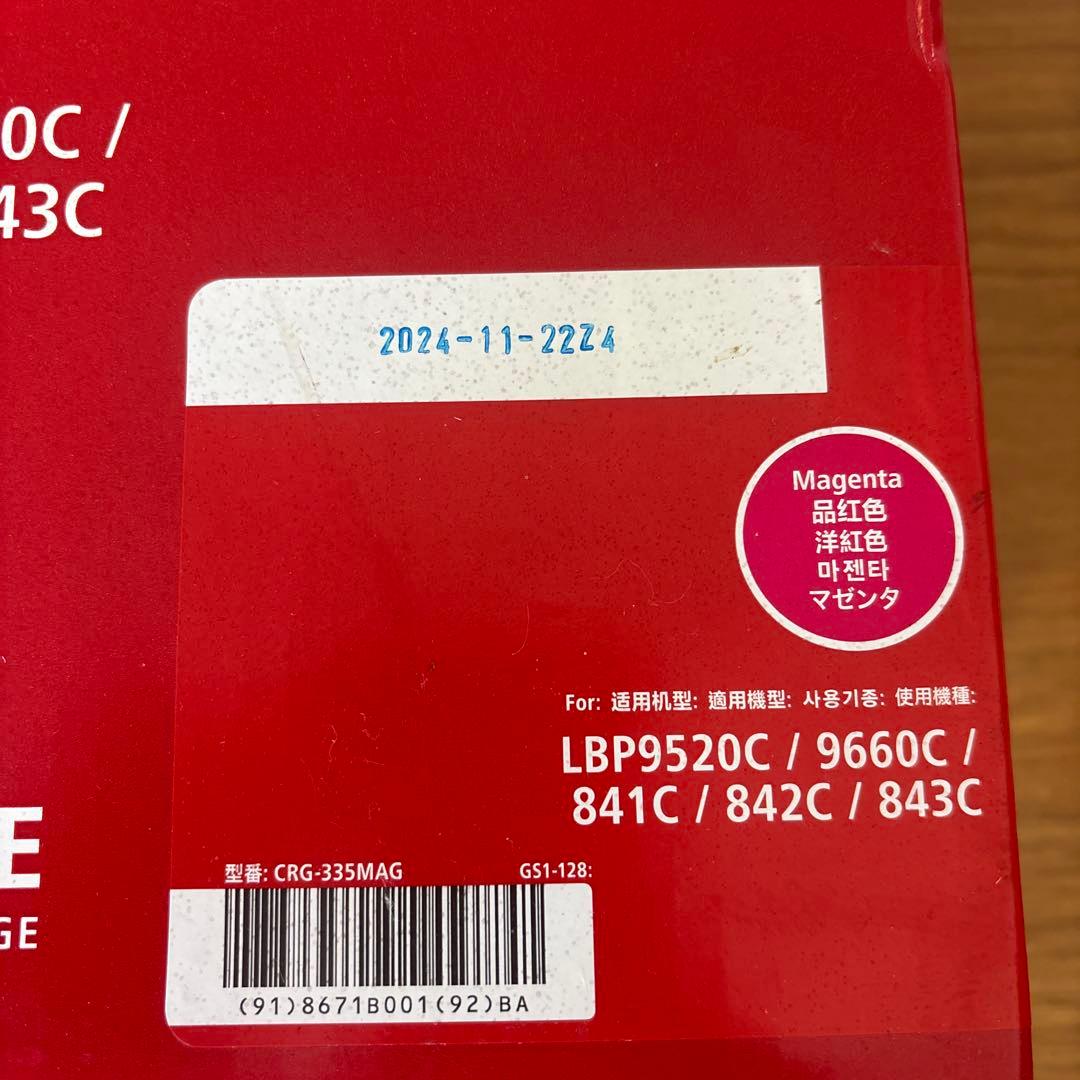 0C /
43C
2024-11-22Z4
Magenta
品红色
洋紅色
마젠타
マゼンタ
For: 适用机型: 適用機型: 사용기종: 使用機種:
LBP9520C / 9660C /
841C / 842C / 843C
E
GE
型番: CRG-335MAG GS1-128:
(91)8671B001(92)BA